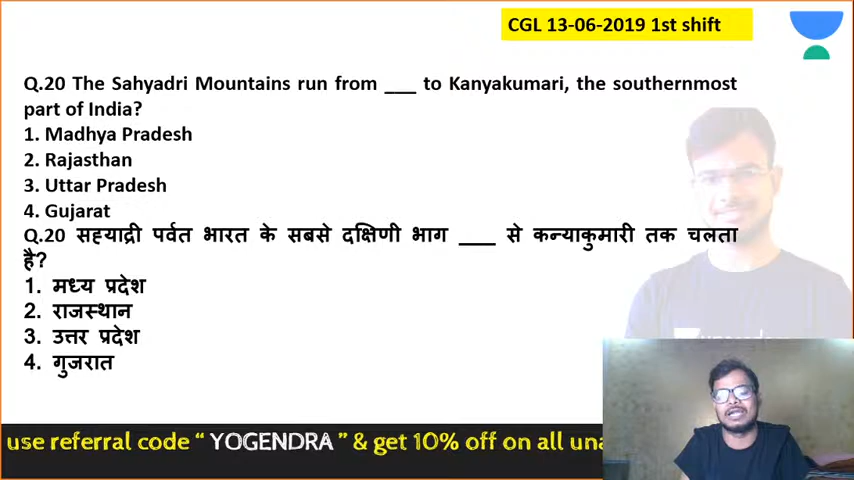 CGL 13-06-2019 1st shift
Q.20 The Sahyadri Mountains run from ___ to Kanyakumari, the southernmost
part of India?
1. Madhya Pradesh
2. Rajasthan
3. Uttar Pradesh
4. Gujarat
Q.20 सह्याद्री पर्वत भारत के सबसे दक्षिणी भाग ___ से कन्याकुमारी तक चलता
है?
1. मध्य प्रदेश
2. राजस्थान
3. उत्तर प्रदेश
4. गुजरात
use referral code “ YOGENDRA ” & get 10% off on all una